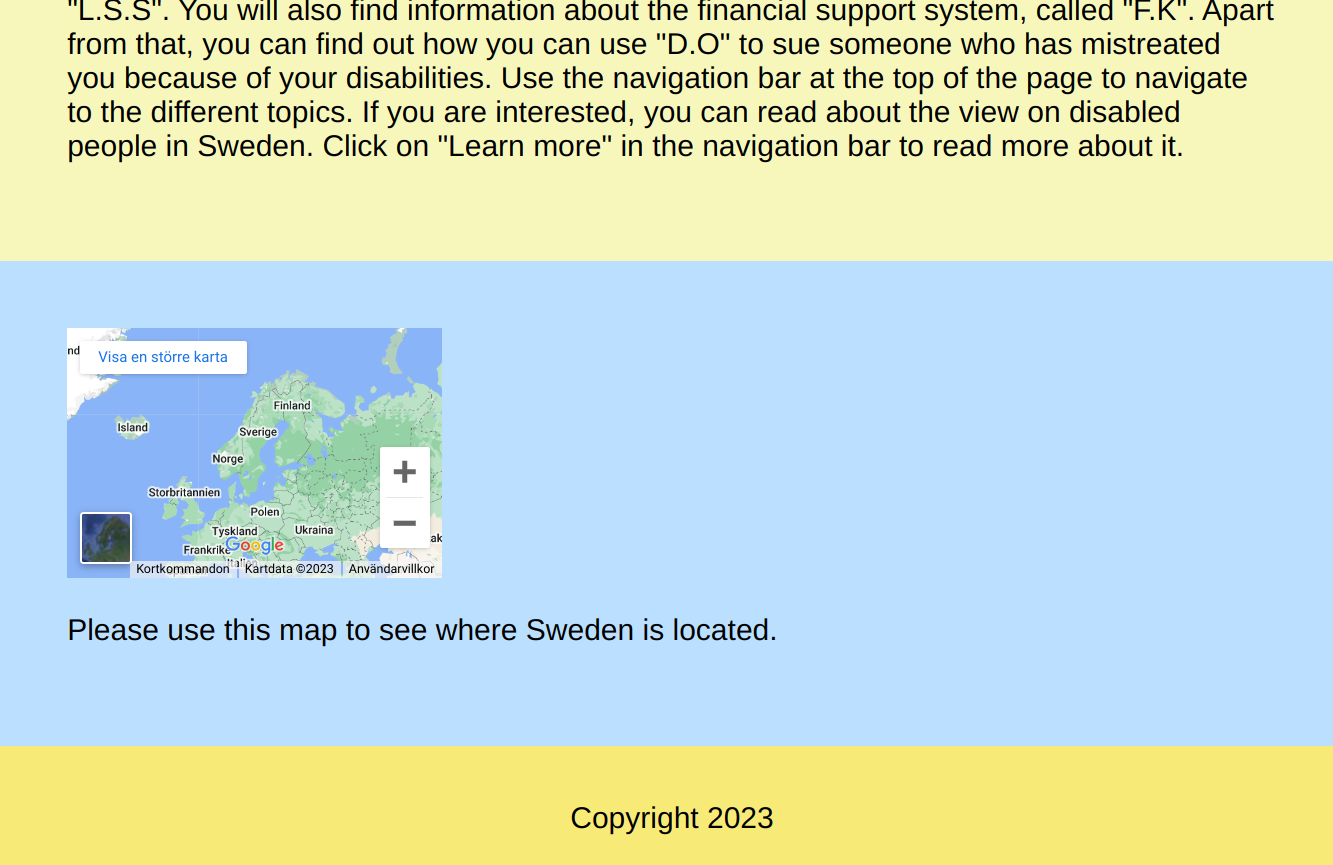 "L.S.S". You will also find information about the financial support system, called "F.K". Apart
from that, you can find out how you can use "D.O" to sue someone who has mistreated
you because of your disabilities. Use the navigation bar at the top of the page to navigate
to the different topics. If you are interested, you can read about the view on disabled
people in Sweden. Click on "Learn more" in the navigation bar to read more about it.
nd
Visa en större karta
Finland
Island
Sverige
Norge
Storbritannien
Polen
Tyskland
Ukraina
ak
Frankrike
Google
Kortkommandon
Kartdata ©2023
Användarvillkor
Please use this map to see where Sweden is located.
Copyright 2023